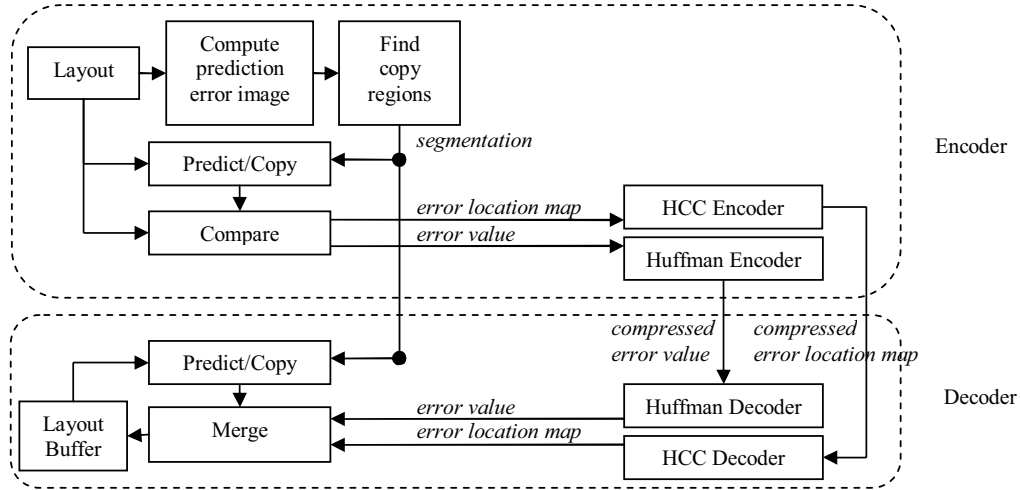 Layout
Compute
prediction
error image
Find
copy
regions
segmentation
Predict/Copy
Encoder
Compare
error location map
error value
HCC Encoder
Huffman Encoder
compressed
error value
compressed
error location map
Predict/Copy
Decoder
Layout
Buffer
Merge
error value
error location map
Huffman Decoder
HCC Decoder